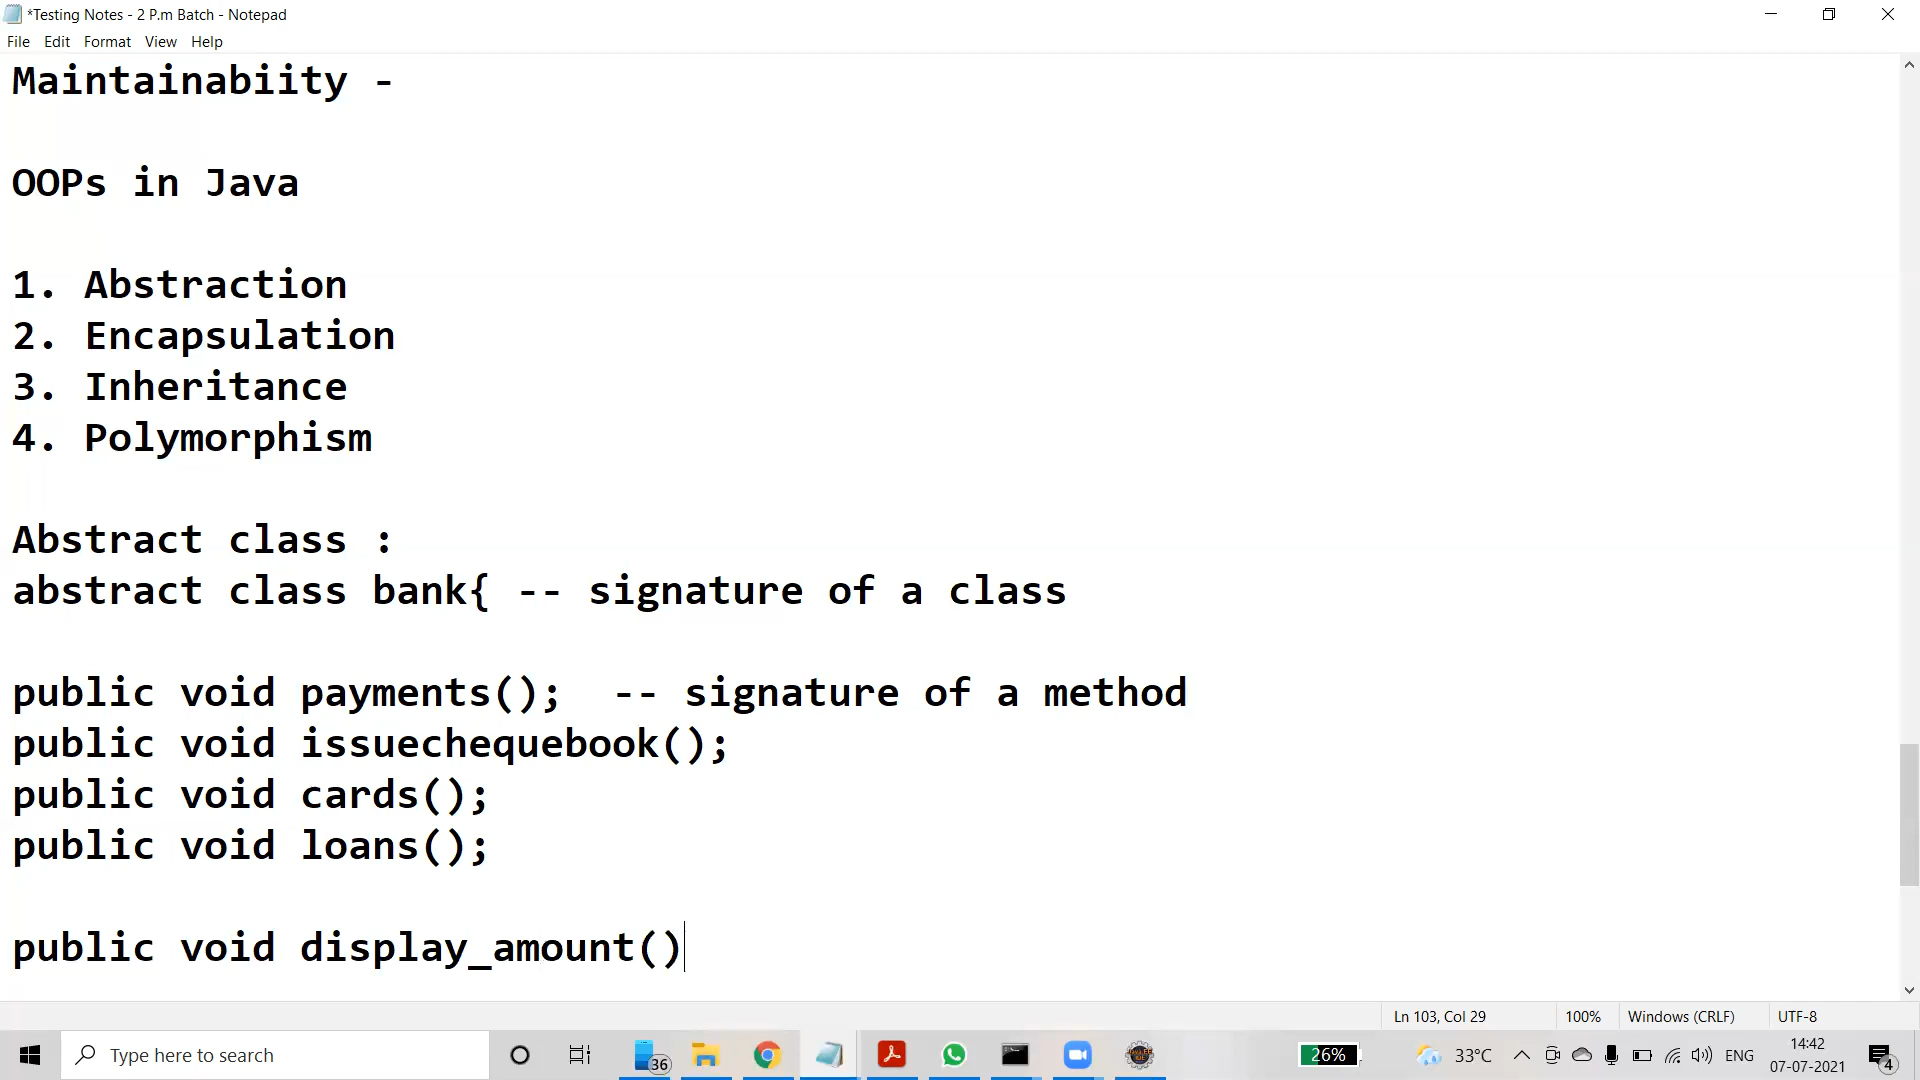 *Testing Notes - 2 P.m Batch - Notepad
File Edit Format View Help
Maintainabiity -
OOPs in Java
1. Abstraction
2. Encapsulation
3. Inheritance
4. Polymorphism
Abstract class :
abstract class bank{ -- signature of a class
public void payments();  -- signature of a method
public void issuechequebook();
public void cards();
public void loans();
public void display_amount()
Ln 103, Col 29 100% Windows (CRLF) UTF-8
Type here to search 36 26% 33°C ENG 14:42
07-07-2021 4